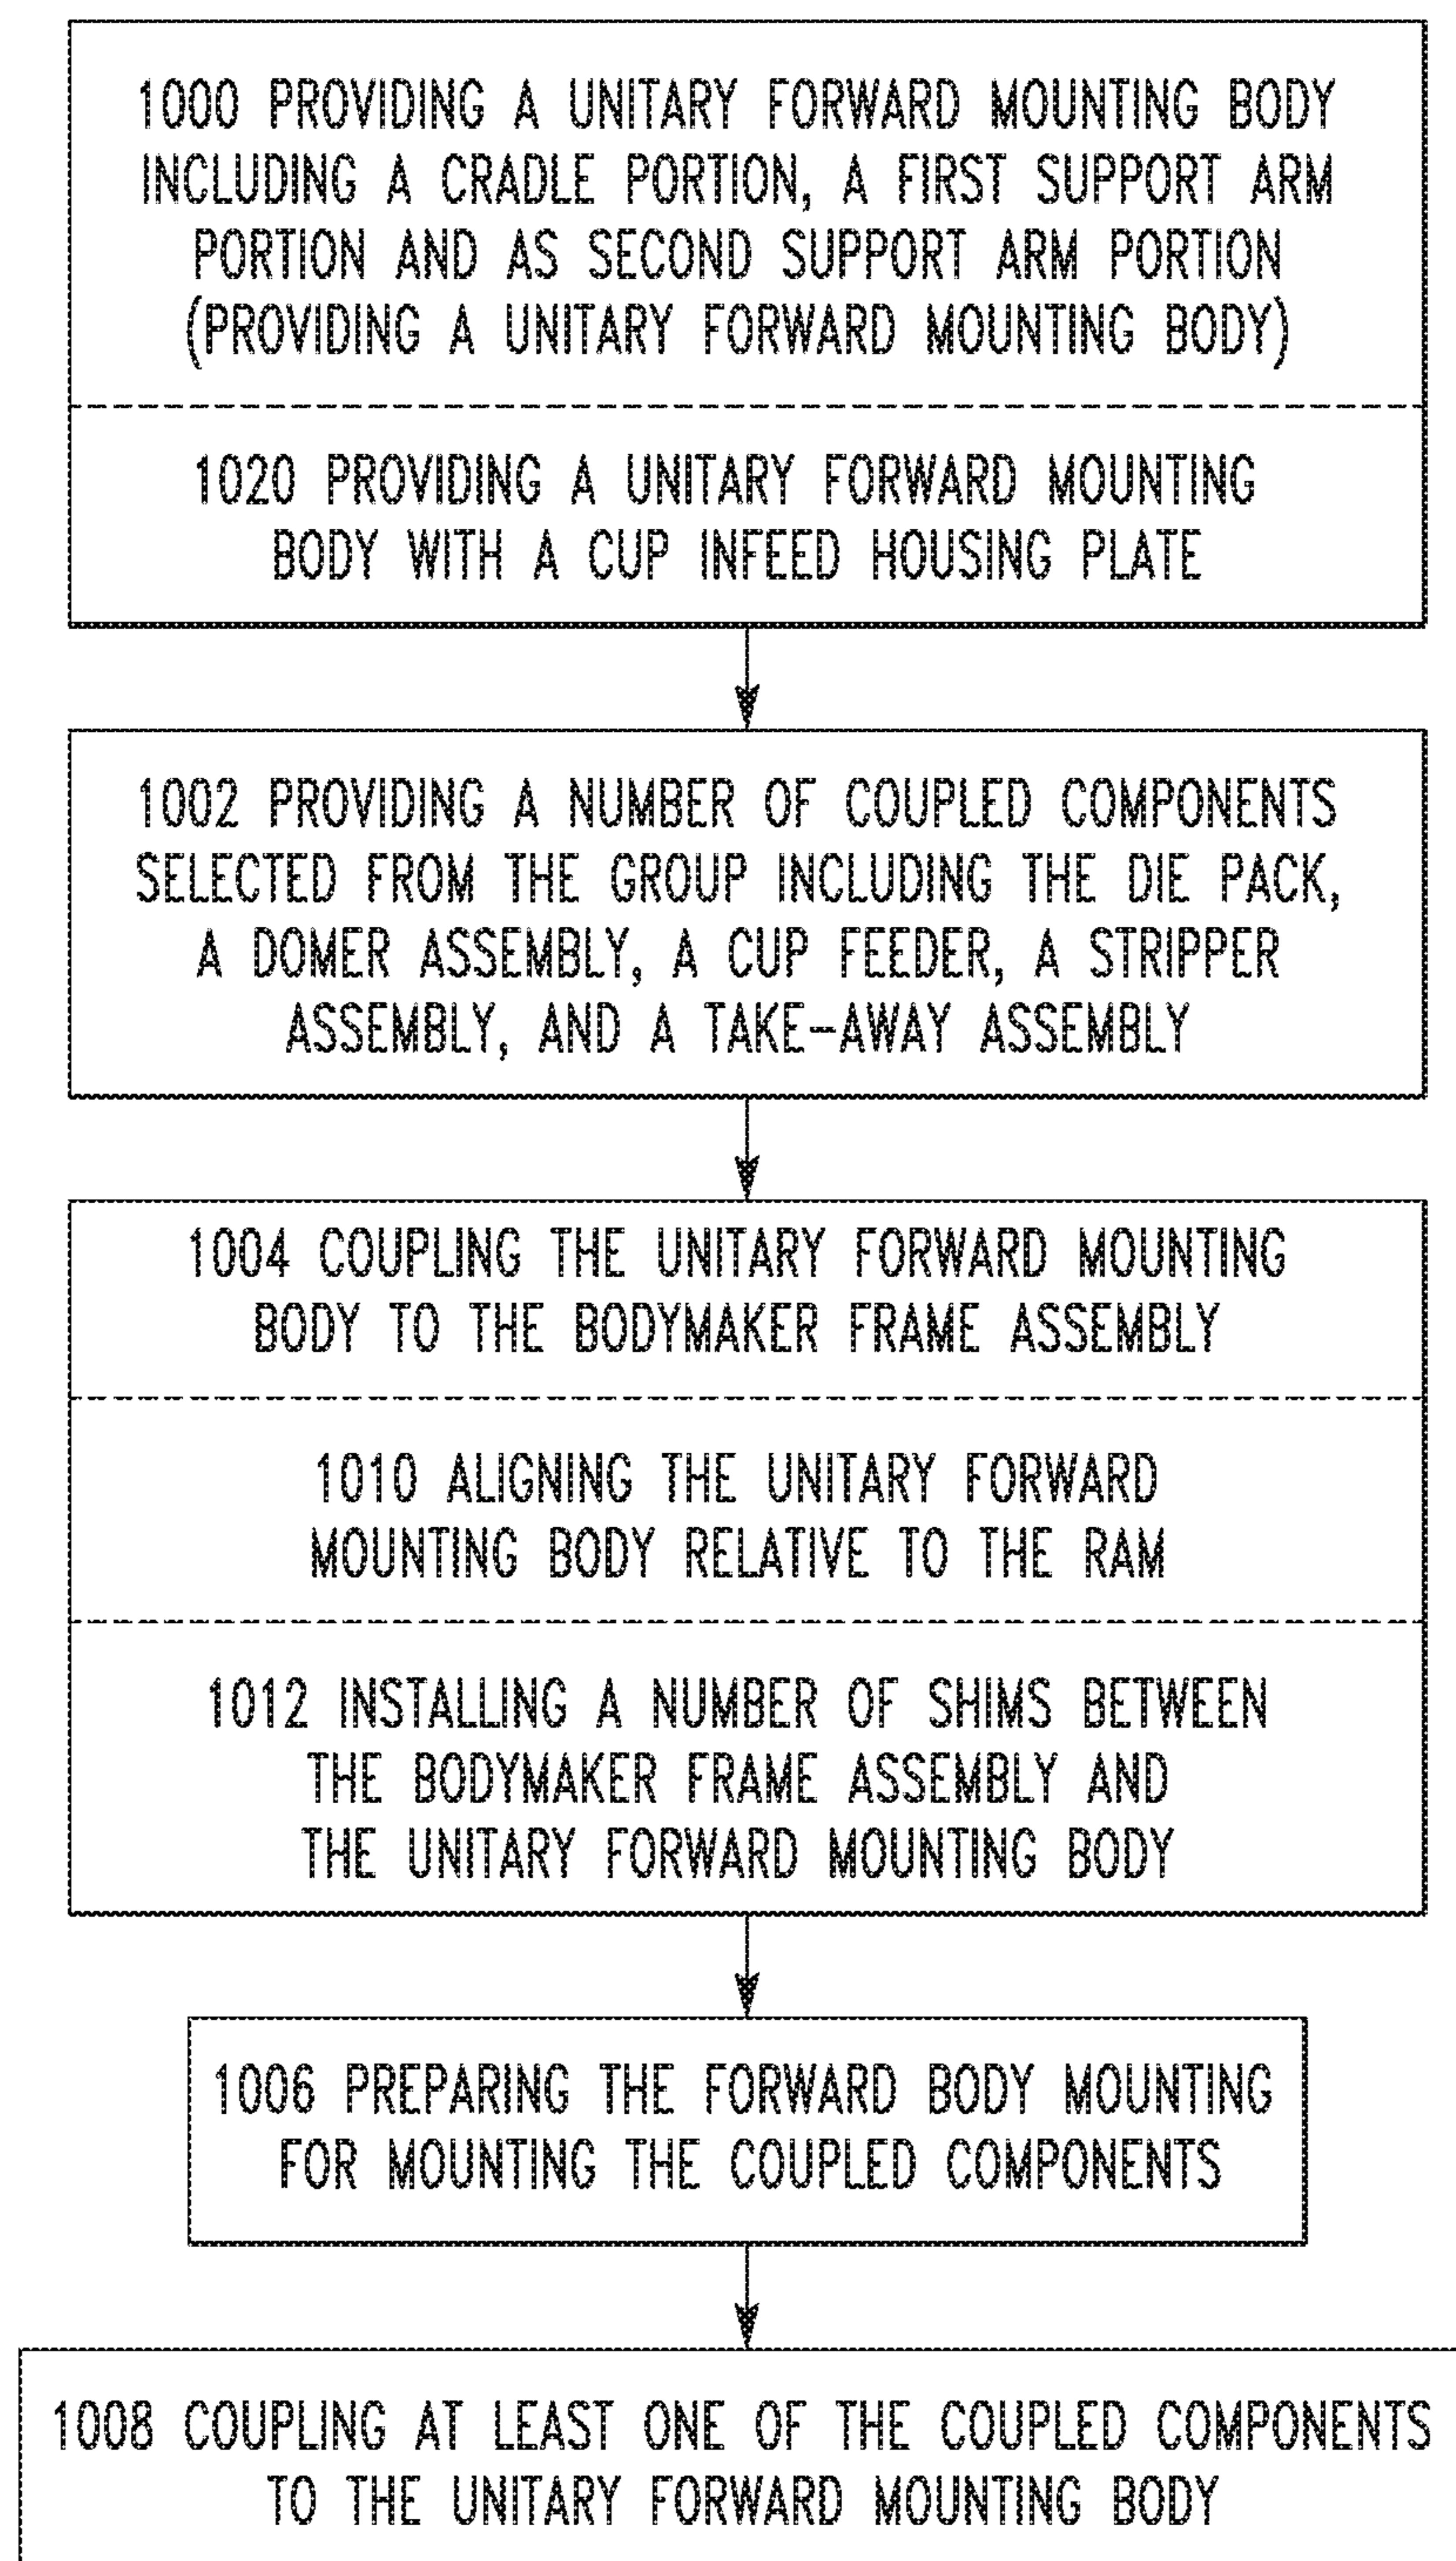 1000 PROVIDING A UNITARY FORWARD MOUNTING BODY
INCLUDING A CRADLE PORTION, A FIRST SUPPORT ARM
PORTION AND AS SECOND SUPPORT ARM PORTION
(PROVIDING A UNITARY FORWARD MOUNTING BODY)
1020 PROVIDING A UNITARY FORWARD MOUNTING
BODY WITH A CUP INFEED HOUSING PLATE
1002 PROVIDING A NUMBER OF COUPLED COMPONENTS
SELECTED FROM THE GROUP INCLUDING THE DIE PACK,
A DOMER ASSEMBLY, A CUP FEEDER, A STRIPPER
ASSEMBLY, AND A TAKE-AWAY ASSEMBLY
1004 COUPLING THE UNITARY FORWARD MOUNTING
BODY TO THE BODYMAKER FRAME ASSEMBLY
1010 ALIGNING THE UNITARY FORWARD
MOUNTING BODY RELATIVE TO THE RAM
1012 INSTALLING A NUMBER OF SHIMS BETWEEN
THE BODYMAKER FRAME ASSEMBLY AND
THE UNITARY FORWARD MOUNTING BODY
1006 PREPARING THE FORWARD BODY MOUNTING
FOR MOUNTING THE COUPLED COMPONENTS
1008 COUPLING AT LEAST ONE OF THE COUPLED COMPONENTS
TO THE UNITARY FORWARD MOUNTING BODY